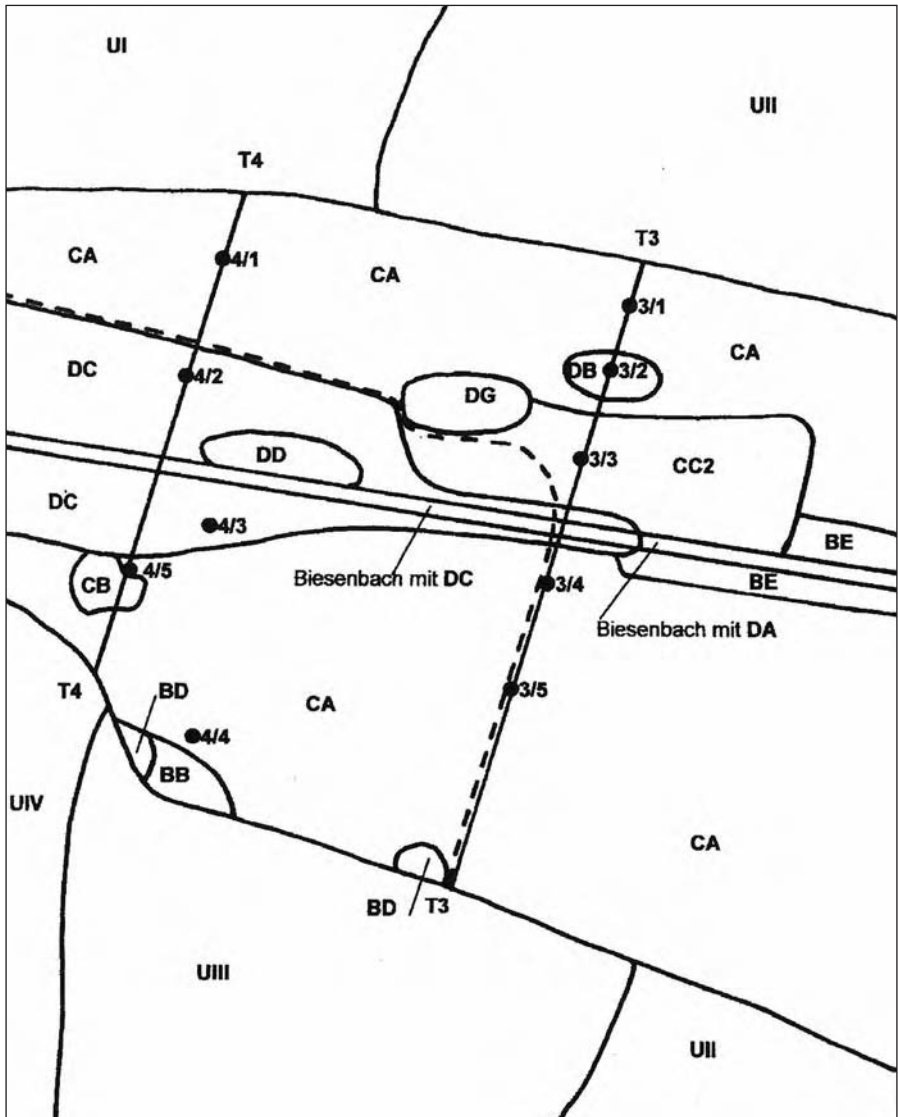 UI
UII
T4
T3
CA
4/1
CA
3/1
CA
DC
4/2
DB
3/2
DG
DD
3/3
CC2
DC
4/3
BE
BE
CB
4/5
Biesenbach mit DC
3/4
Biesenbach mit DA
T4
BD
CA
3/5
4/4
BB
UIV
CA
BD
T3
UIII
UII